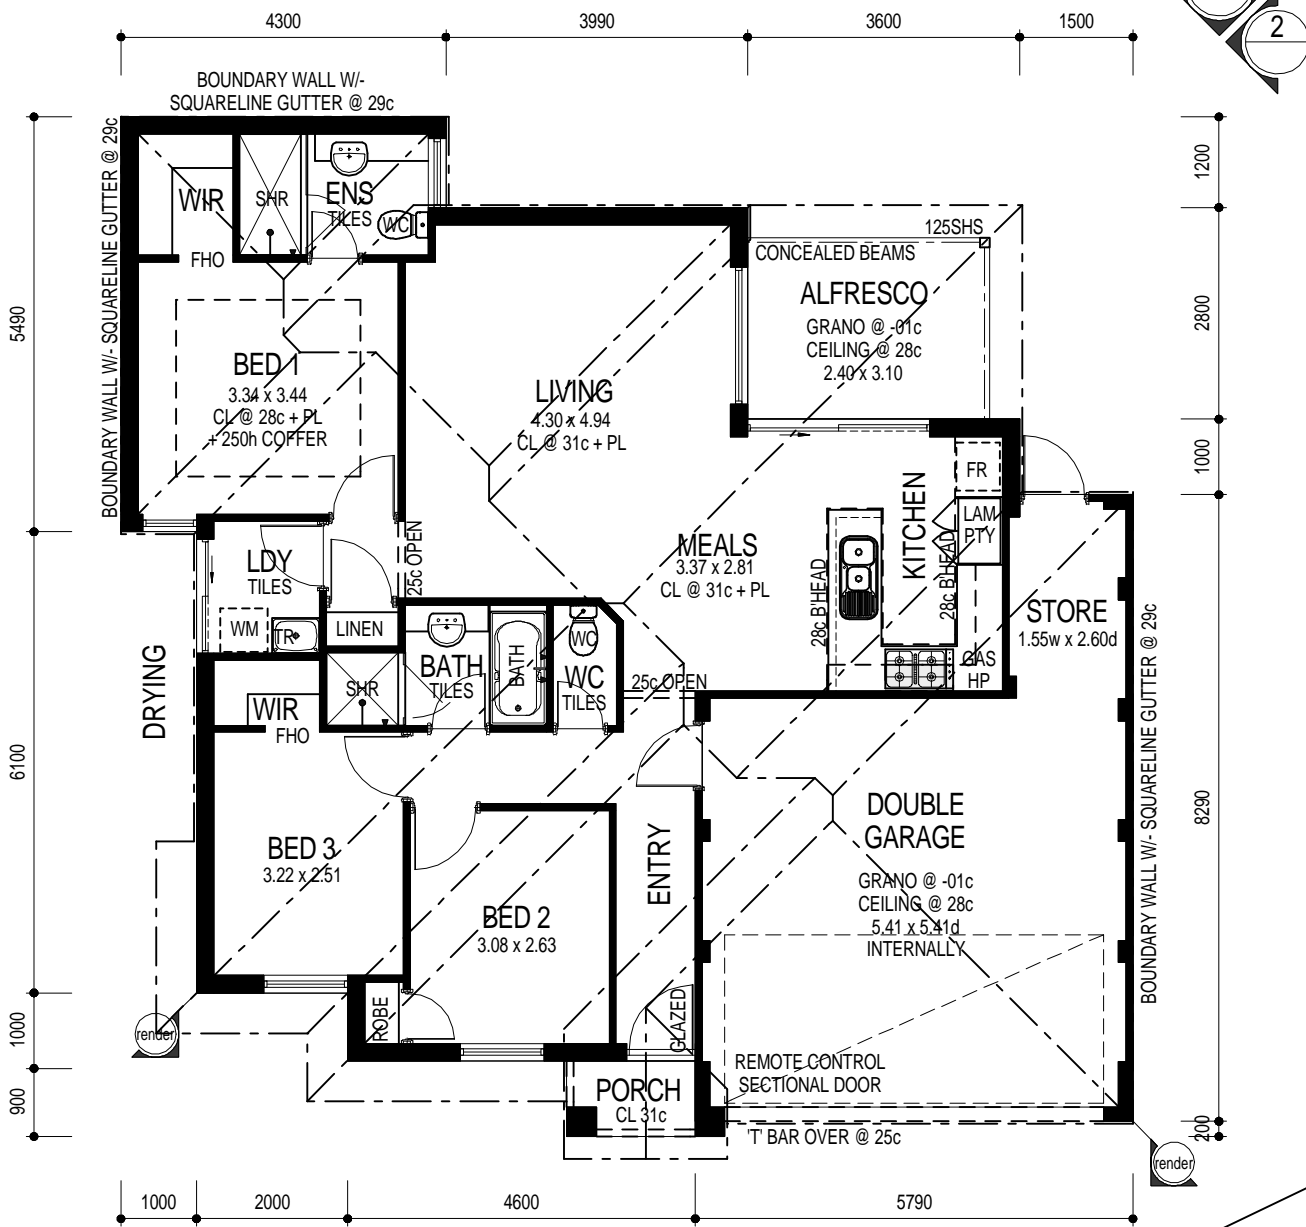 4300
3990
3600
1500
2
BOUNDARY WALL W/-
SQUARELINE GUTTER @ 29c
BOUNDARY WALL W/- SQUARELINE GUTTER @ 29c
5490
6100
1000
900
1200
2800
1000
8290
200
WIR
FHO
SHR
ENS
TILES
WC
125SHS
CONCEALED BEAMS
ALFRESCO
GRANO @ -01c
CEILING @ 28c
2.40 x 3.10
BED 1
3.34 x 3.44
CL @ 28c + PL
+ 250h COFFER
LIVING
4.30 x 4.94
CL @ 31c + PL
25c OPEN
LDY
TILES
WM
TR
LINEN
MEALS
3.37 x 2.81
CL @ 31c + PL
28c B'HEAD
KITCHEN
28c B'HEAD
FR
LAM
PTY
GAS
HP
STORE
1.55w x 2.60d
BOUNDARY WALL W/- SQUARELINE GUTTER @ 29c
DRYING
WIR
FHO
SHR
BATH
TILES
BATH
WC
WC
TILES
25c OPEN
BED 3
3.22 x 2.51
BED 2
3.08 x 2.63
ENTRY
DOUBLE
GARAGE
GRANO @ -01c
CEILING @ 28c
5.41 x 5.41d
INTERNALLY
ROBE
GLAZED
render
PORCH
CL 31c
REMOTE CONTROL
SECTIONAL DOOR
'T' BAR OVER @ 25c
render
1000
2000
4600
5790